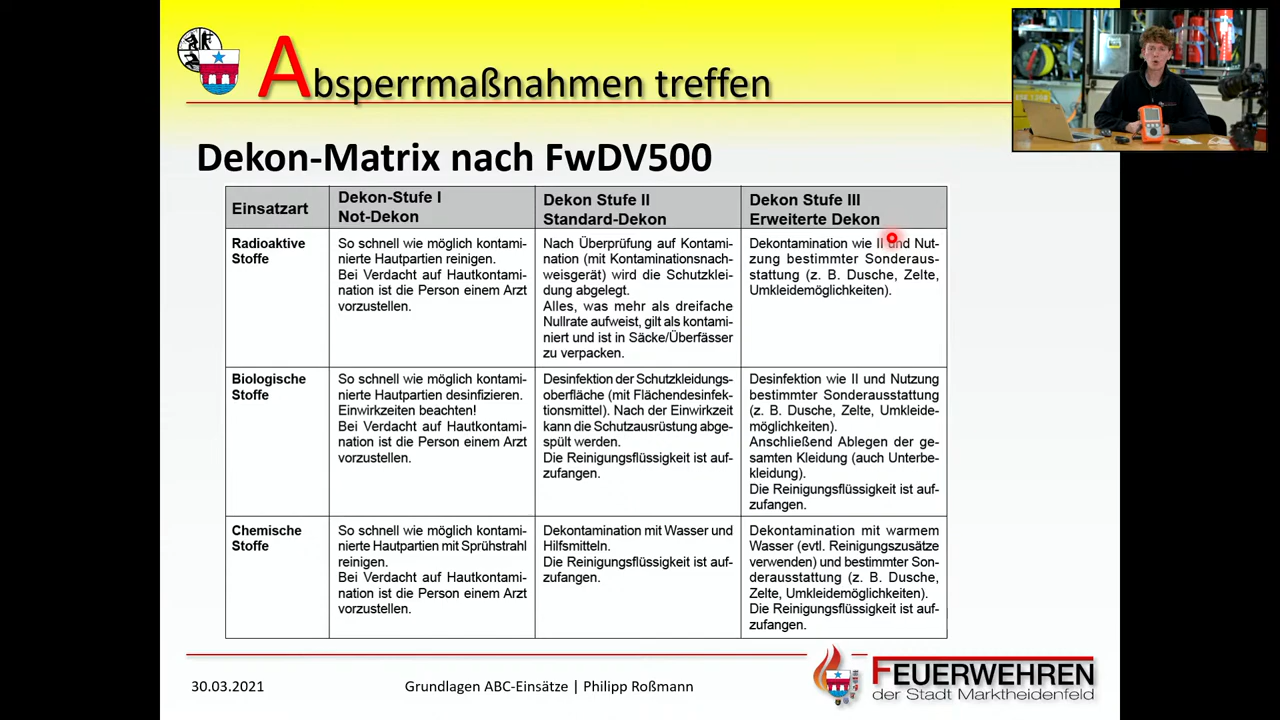 Absperrmaßnahmen treffen
Dekon-Matrix nach FwDV500
Einsatzart
Dekon-Stufe I
Not-Dekon
Dekon Stufe II
Standard-Dekon
Dekon Stufe III
Erweiterte Dekon
Radioaktive
Stoffe
So schnell wie möglich kontami-
nierte Hautpartien reinigen.
Bei Verdacht auf Hautkontami-
nation ist die Person einem Arzt
vorzustellen.
Nach Überprüfung auf Kontami-
nation (mit Kontaminationsnach-
weisgerät) wird die Schutzklei-
dung abgelegt.
Alles, was mehr als dreifache
Nullrate aufweist, gilt als kontami-
niert und ist in Säcke/Überfässer
zu verpacken.
Dekontamination wie II und Nut-
zung bestimmter Sonderaus-
stattung (z. B. Dusche, Zelte,
Umkleidemöglichkeiten).
Biologische
Stoffe
So schnell wie möglich kontami-
nierte Hautpartien desinfizieren.
Einwirkzeiten beachten!
Bei Verdacht auf Hautkontami-
nation ist die Person einem Arzt
vorzustellen.
Desinfektion der Schutzkleidungs-
oberfläche (mit Flächendesinfek-
tionsmittel). Nach der Einwirkzeit
kann die Schutzausrüstung abge-
spült werden.
Die Reinigungsflüssigkeit ist auf-
zufangen.
Desinfektion wie II und Nutzung
bestimmter Sonderausstattung
(z. B. Dusche, Zelte, Umkleide-
möglichkeiten).
Anschließend Ablegen der ge-
samten Kleidung (auch Unterbe-
kleidung).
Die Reinigungsflüssigkeit ist auf-
zufangen.
Chemische
Stoffe
So schnell wie möglich kontami-
nierte Hautpartien mit Sprühstrahl
reinigen.
Bei Verdacht auf Hautkontami-
nation ist die Person einem Arzt
vorzustellen.
Dekontamination mit Wasser und
Hilfsmitteln.
Die Reinigungsflüssigkeit ist auf-
zufangen.
Dekontamination mit warmem
Wasser (evtl. Reinigungszusätze
verwenden) und bestimmter Son-
derausstattung (z. B. Dusche,
Zelte, Umkleidemöglichkeiten).
Die Reinigungsflüssigkeit ist auf-
zufangen.
30.03.2021
Grundlagen ABC-Einsätze | Philipp Roßmann
FEUERWEHREN
der Stadt Marktheidenfeld